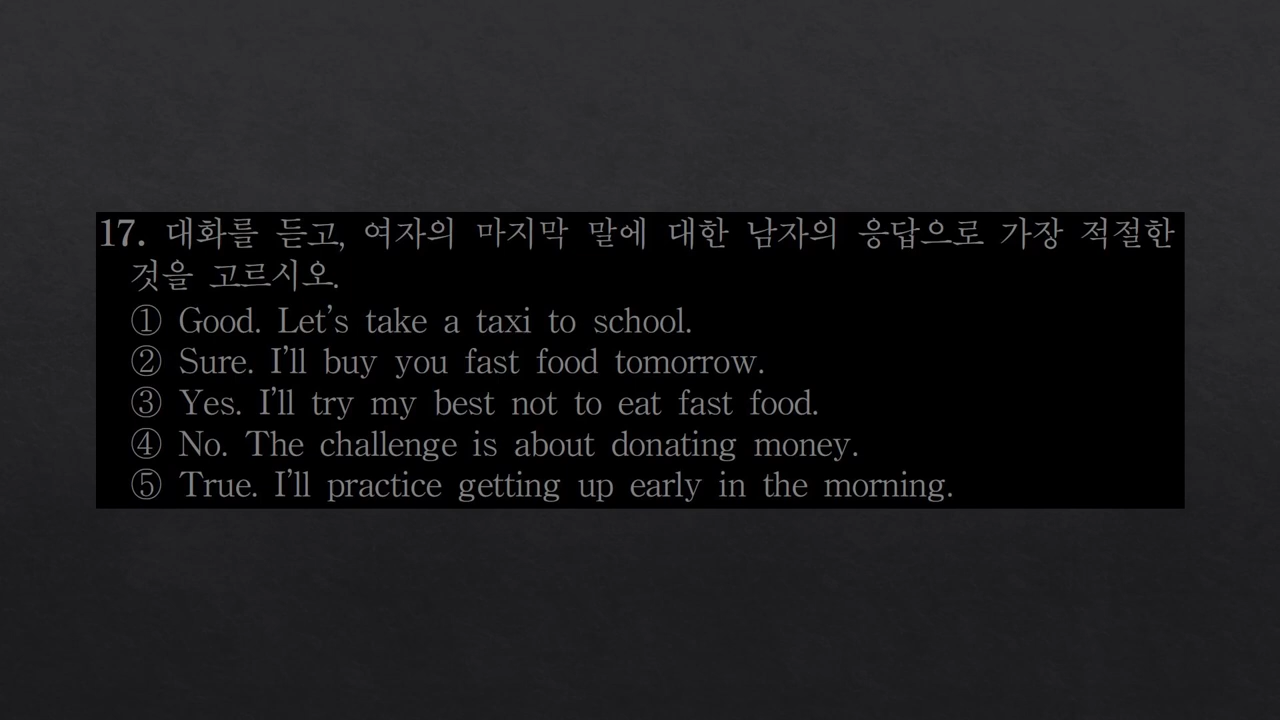 17. 대화를 듣고, 여자의 마지막 말에 대한 남자의 응답으로 가장 적절한
것을 고르시오.
① Good. Let’s take a taxi to school.
② Sure. I’ll buy you fast food tomorrow.
③ Yes. I’ll try my best not to eat fast food.
④ No. The challenge is about donating money.
⑤ True. I’ll practice getting up early in the morning.